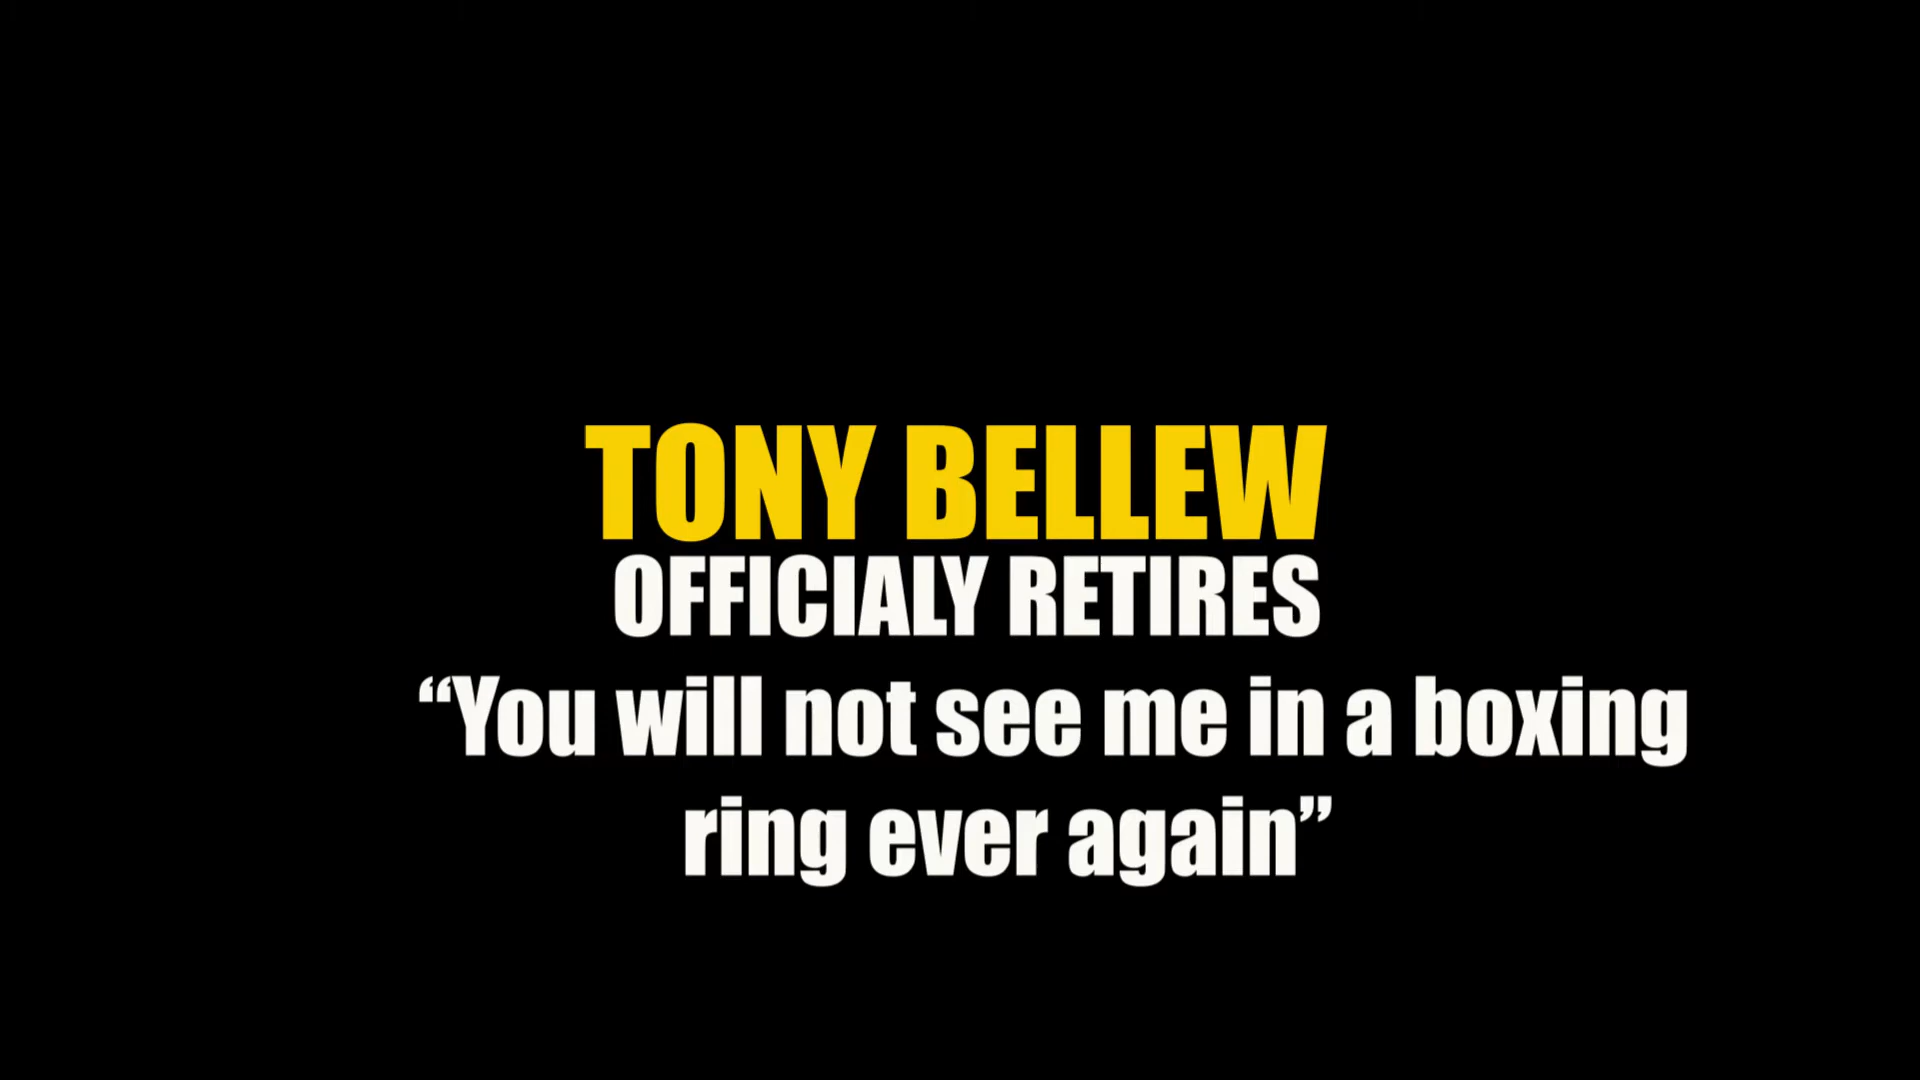 TONY BELLEW
OFFICIALY RETIRES
“You will not see me in a boxing
ring ever again”